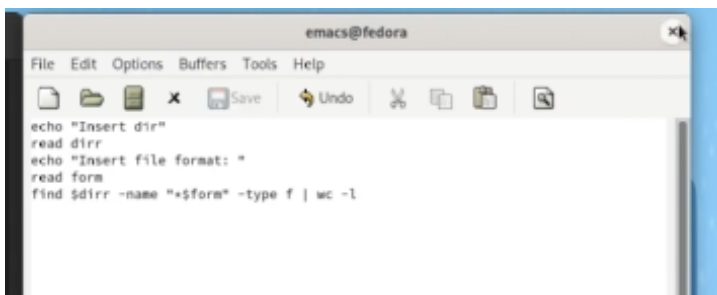 emacs@fedora
File Edit Options Buffers Tools Help
Save Undo
echo "Insert dir"
read dirr
echo "Insert file format: "
read form
find $dirr -name "*$form" -type f | wc -l